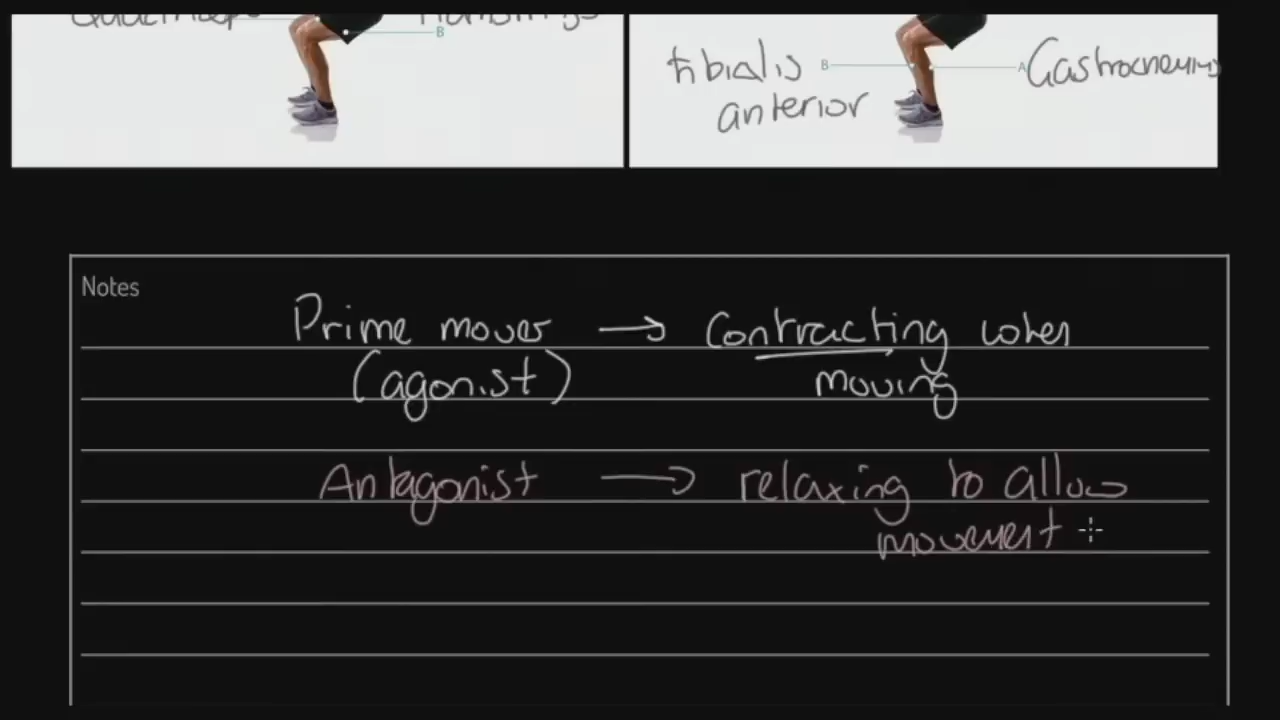 B
tibialis B A Gastrocnemius
anterior
Notes
Prime mover → Contracting when
(agonist) moving
Antagonist → relaxing to allow
movement